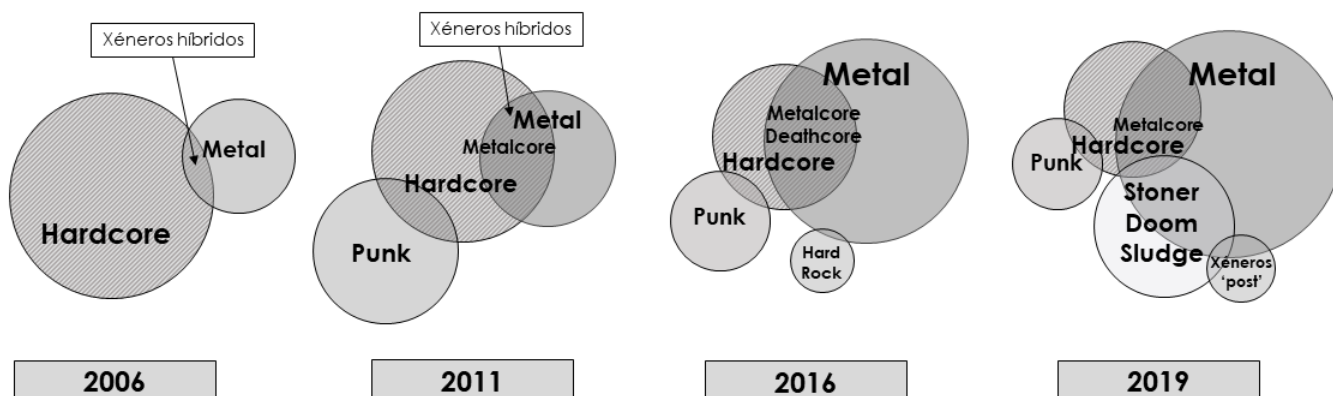 Xéneros híbridos
Metal
Hardcore
2006
Xéneros híbridos
Metal
Metalcore
Hardcore
Punk
2011
Metal
Metalcore
Deathcore
Hardcore
Punk
Hard
Rock
2016
Metal
Metalcore
Hardcore
Punk
Stoner
Doom
Sludge
Xéneros
‘post’
2019